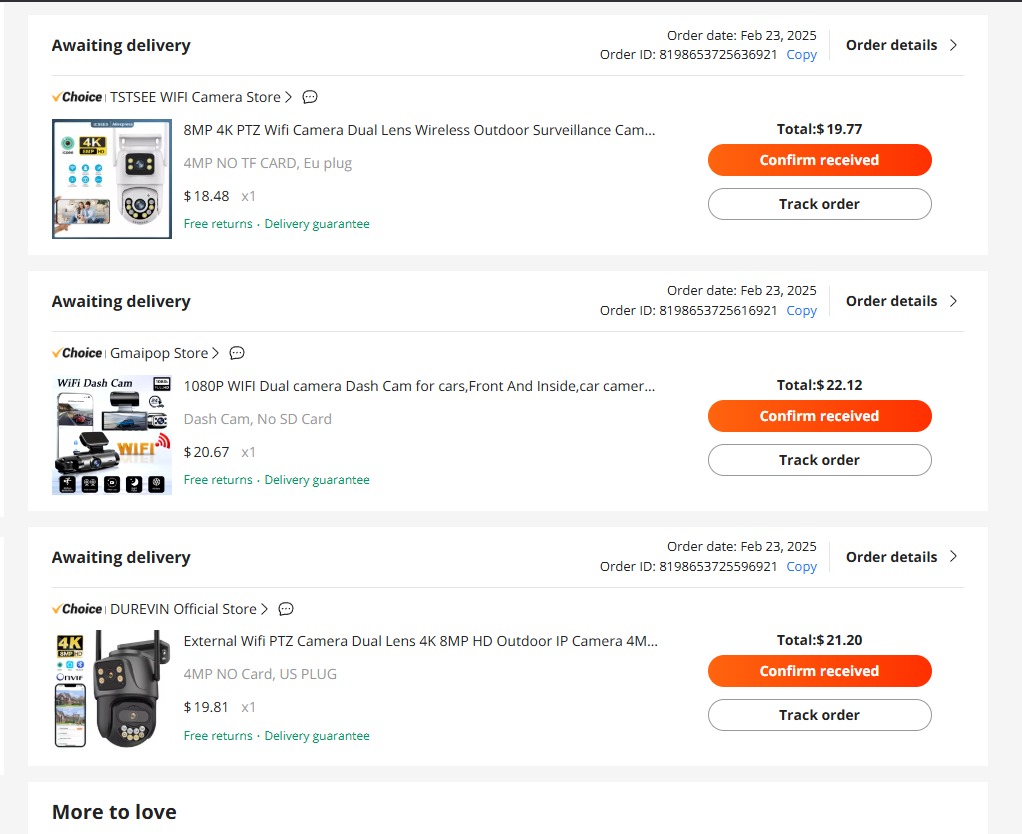 Awaiting delivery
Order date: Feb 23, 2025
Order ID: 8198653725636921 Copy
Order details
Choice TSTSEE WIFI Camera Store
8MP 4K PTZ Wifi Camera Dual Lens Wireless Outdoor Surveillance Cam...
4K
8MP HD
4MP NO TF CARD, Eu plug
$18.48 x1
Free returns · Delivery guarantee
Total:$19.77
Confirm received
Track order
Awaiting delivery
Order date: Feb 23, 2025
Order ID: 8198653725616921 Copy
Order details
Choice Gmaipop Store
WiFi Dash Cam
1080p
WIFI
1080P WIFI Dual camera Dash Cam for cars,Front And Inside,car camer...
Dash Cam, No SD Card
$20.67 x1
Free returns · Delivery guarantee
Total:$22.12
Confirm received
Track order
Awaiting delivery
Order date: Feb 23, 2025
Order ID: 8198653725596921 Copy
Order details
Choice DUREVIN Official Store
4K
8MP HD
ONVIF
External Wifi PTZ Camera Dual Lens 4K 8MP HD Outdoor IP Camera 4M...
4MP NO Card, US PLUG
$19.81 x1
Free returns · Delivery guarantee
Total:$21.20
Confirm received
Track order
More to love